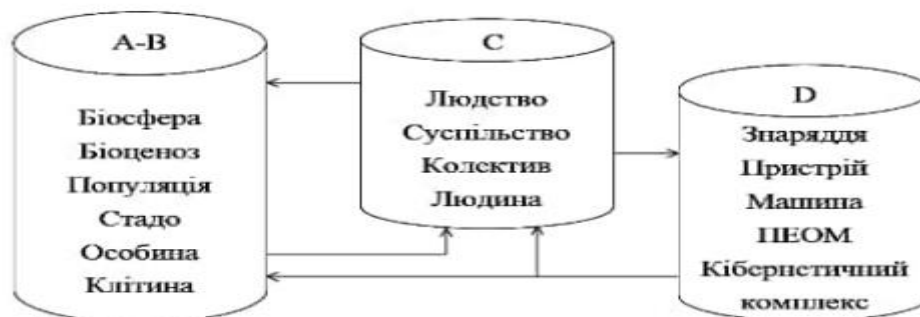 А-В
Біосфера
Біоценоз
Популяція
Стадо
Особина
Клітина
С
Людство
Суспільство
Колектив
Людина
D
Знаряддя
Пристрій
Машина
ПЕОМ
Кібернетичний
комплекс